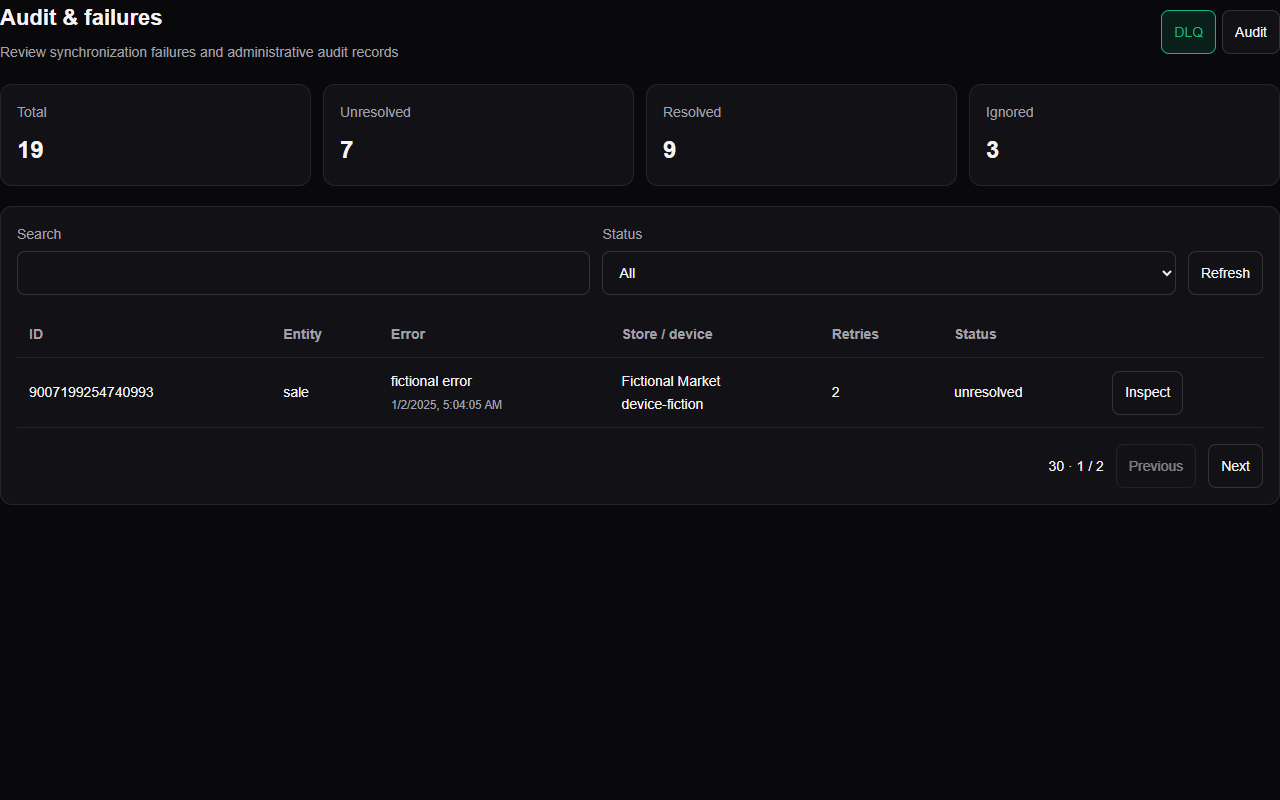 Audit & failures
Review synchronization failures and administrative audit records
DLQ
Audit
Total
19
Unresolved
7
Resolved
9
Ignored
3
Search
Status
All
Refresh
ID Entity Error Store / device Retries Status
9007199254740993 sale fictional error Fictional Market 2 unresolved Inspect
1/2/2025, 5:04:05 AM device-fiction
30 · 1 / 2 Previous Next